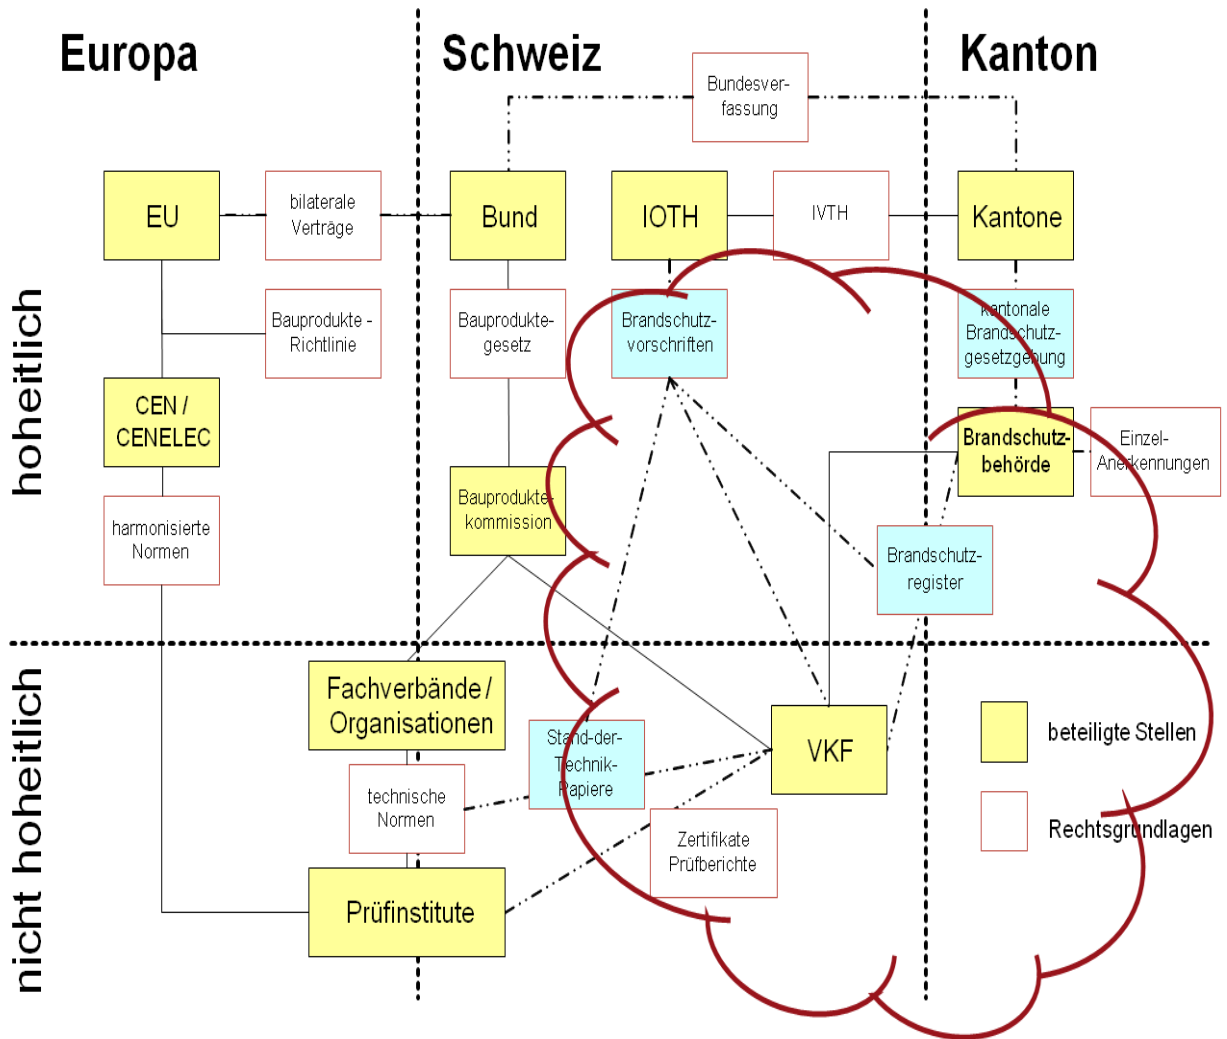 Europa
Schweiz
Kanton
Bundesver-
fassung
EU
bilaterale
Verträge
Bund
IOTH
IVTH
Kantone
hoheitlich
Bauprodukte -
Richtlinie
Bauprodukte-
gesetz
Brandschutz-
vorschriften
kantonale
Brandschutz-
gesetzgebung
CEN /
CENELEC
Brandschutz-
behörde
Einzel-
Anerkennungen
harmonisierte
Normen
Bauprodukte-
kommission
Brandschutz-
register
nicht hoheitlich
Fachverbände /
Organisationen
Stand-der-
Technik-
Papiere
VKF
beteiligte Stellen
technische
Normen
Zertifikate
Prüfberichte
Rechtsgrundlagen
Prüfinstitute